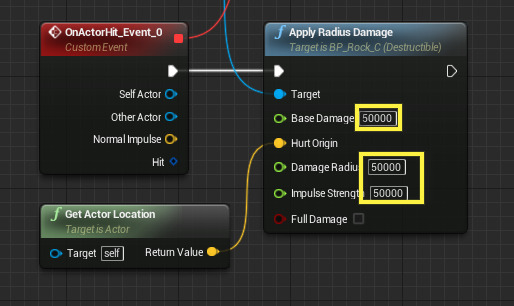 OnActorHit_Event_0
Custom Event
Self Actor
Other Actor
Normal Impulse
Hit
f Apply Radius Damage
Target is BP_Rock_C (Destructible)
Target
Base Damage 50000
Hurt Origin
Damage Radius 50000
Impulse Strength 50000
Full Damage
f Get Actor Location
Target is Actor
Target self Return Value